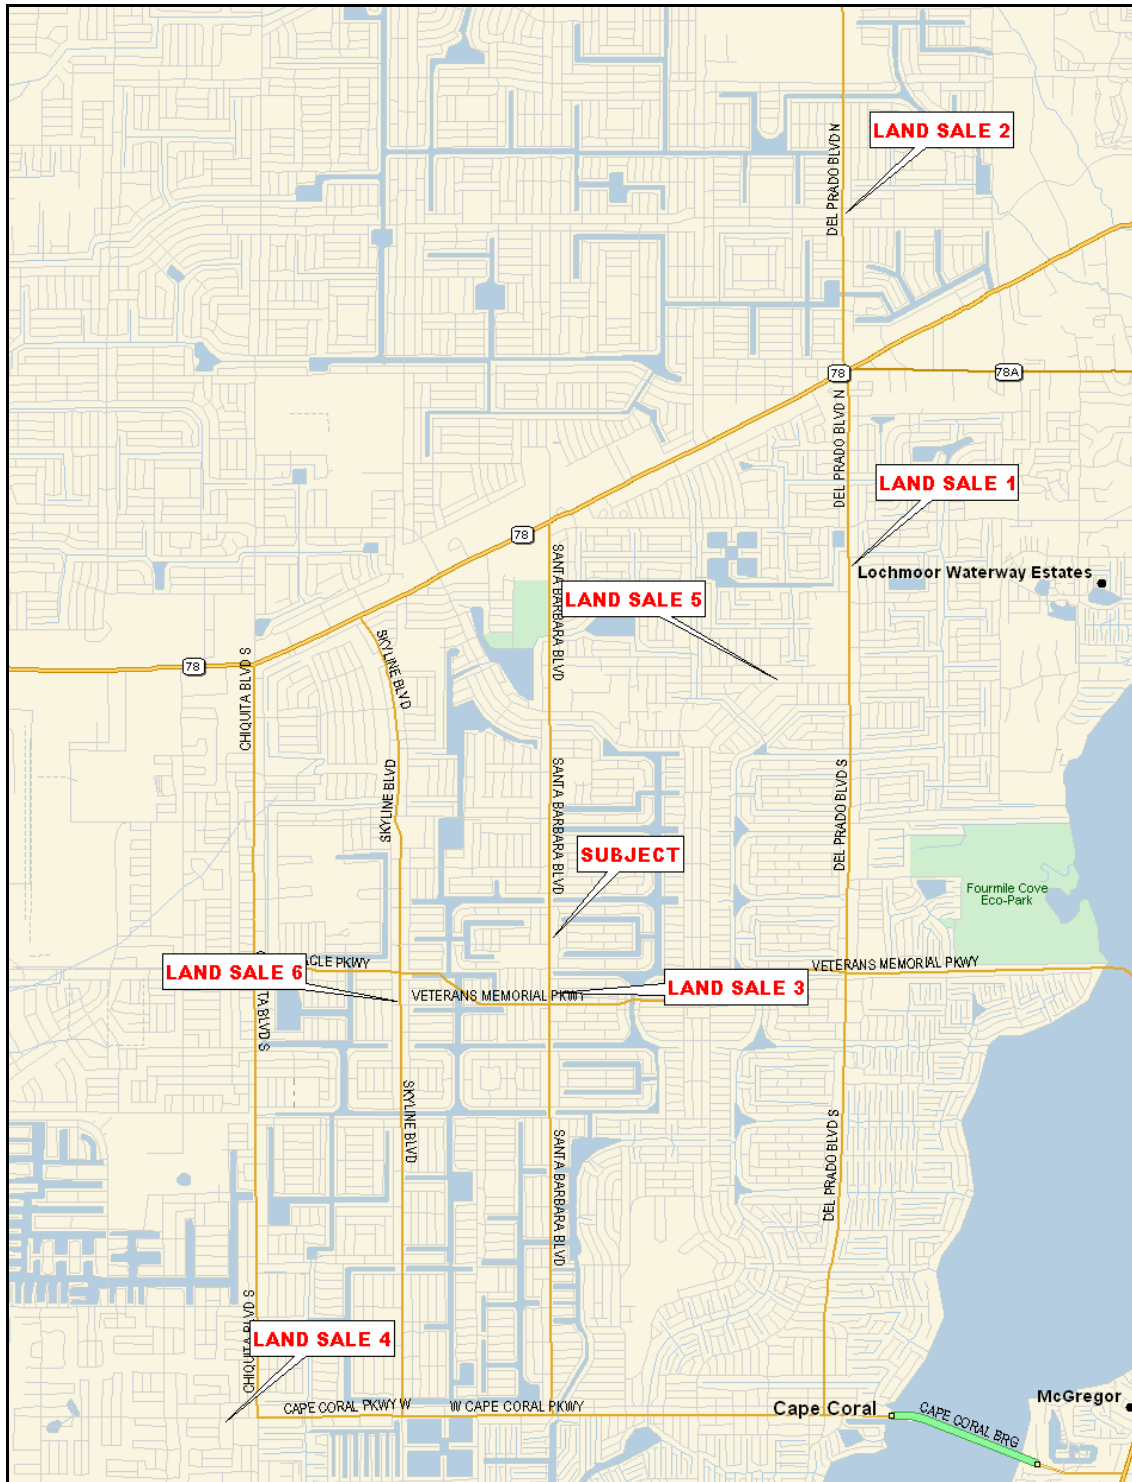 LAND SALE 2
DEL PRADO BLVD N
78
78A
DEL PRADO BLVD N
LAND SALE 1
78
SANTA BARBARA BLVD
Lochmoor Waterway Estates
LAND SALE 5
SKYLINE BLVD
78
CHIQUITA BLVD S
SKYLINE BLVD
SANTA BARBARA BLVD
DEL PRADO BLVD S
SUBJECT
Fourmile Cove
Eco-Park
LAND SALE 6
ACLE PKWY
VETERANS MEMORIAL PKWY
LAND SALE 3
VETERANS MEMORIAL PKWY
TA BLVD S
SKYLINE BLVD
SANTA BARBARA BLVD
DEL PRADO BLVD S
CHIQUITA BLVD S
LAND SALE 4
CAPE CORAL PKWY W
W CAPE CORAL PKWY
Cape Coral
CAPE CORAL BRG
McGregor